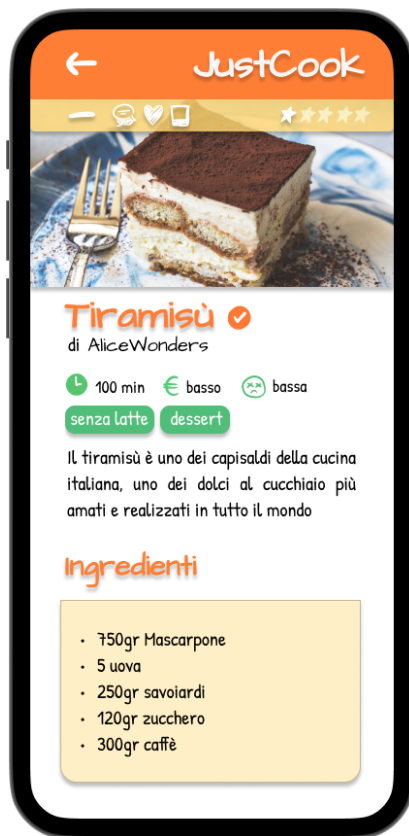 JustCook
Tiramisù
di AliceWonders
100 min € basso bassa
senza latte dessert
Il tiramisù è uno dei capisaldi della cucina
italiana, uno dei dolci al cucchiaio più
amati e realizzati in tutto il mondo
Ingredienti
• 750gr Mascarpone
• 5 uova
• 250gr savoiardi
• 120gr zucchero
• 300gr caffè